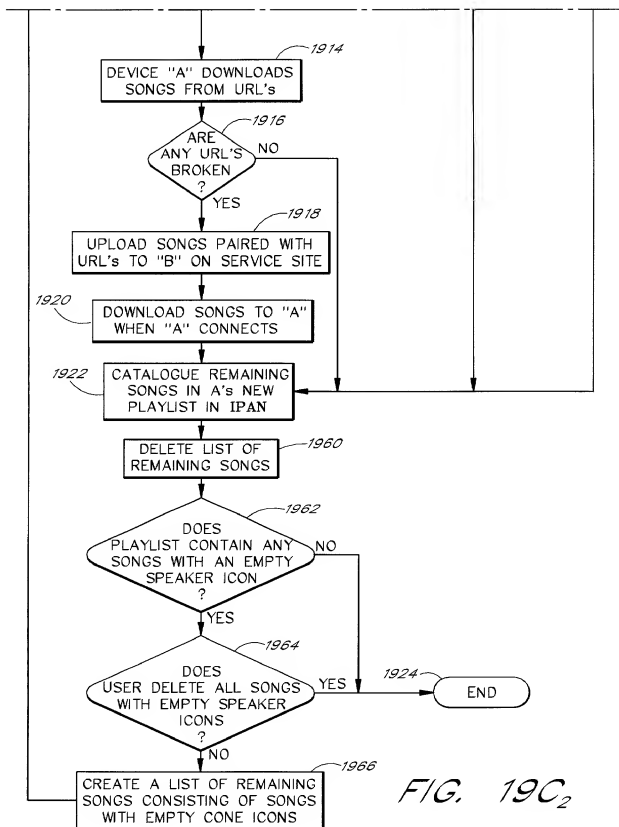 1914
DEVICE "A" DOWNLOADS
SONGS FROM URL's
1916
ARE
ANY URL'S
BROKEN
?
NO
YES
1918
UPLOAD SONGS PAIRED WITH
URL's TO "B" ON SERVICE SITE
1920
DOWNLOAD SONGS TO "A"
WHEN "A" CONNECTS
1922
CATALOGUE REMAINING
SONGS IN A's NEW
PLAYLIST IN IPAN
1960
DELETE LIST OF
REMAINING SONGS
1962
DOES
PLAYLIST CONTAIN ANY
SONGS WITH AN EMPTY
SPEAKER ICON
?
NO
YES
1964
DOES
USER DELETE ALL SONGS
WITH EMPTY SPEAKER
ICONS
?
YES
NO
1924
END
1966
CREATE A LIST OF REMAINING
SONGS CONSISTING OF SONGS
WITH EMPTY CONE ICONS
FIG. 19C2